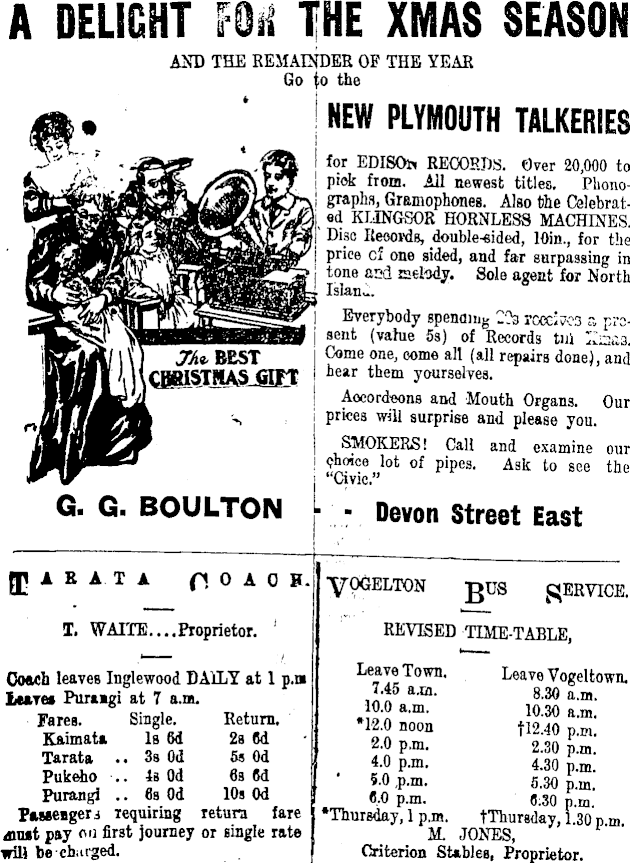 A DELIGHT FOR THE XMAS SEASON
AND THE REMAINDER OF THE YEAR
Go to the
NEW PLYMOUTH TALKERIES
for EDISON RECORDS. Over 20,000 to
pick from. All newest titles. Phono-
graphs, Gramophones. Also the Celebrat-
ed KLINGSOR HORNLESS MACHINES.
Disc Records, double-sided, 10in., for the
price of one sided, and far surpassing in
tone and melody. Sole agent for North
Island.
Everybody spending receives a pre-
sent (value 5s) of Records till Xmas.
Come one, come all (all repairs done), and
hear them yourselves.
Accordeons and Mouth Organs. Our
prices will surprise and please you.
SMOKERS! Call and examine our
choice lot of pipes. Ask to see the
"Civic."
The BEST
CHRISTMAS GIFT
G. G. BOULTON - - Devon Street East
TARATA COACH.
T. WAITE....Proprietor.
Coach leaves Inglewood DAILY at 1 p.m
Leaves Purangi at 7 a.m.
Fares. Single. Return.
Kaimata 1s 6d 2s 6d
Tarata .. 3s 0d 5s 0d
Pukeho .. 4s 0d 6s 6d
Purangi .. 6s 0d 10s 0d
Passengers requiring return fare
must pay on first journey or single rate
will be charged.
VOGELTON BUS SERVICE.
REVISED TIME-TABLE,
Leave Town. Leave Vogeltown.
7.45 a.m. 8.30 a.m.
10.0 a.m. 10.30 a.m.
*12.0 noon †12.40 p.m.
2.0 p.m. 2.30 p.m.
4.0 p.m. 4.30 p.m.
5.0 p.m. 5.30 p.m.
6.0 p.m. 6.30 p.m.
*Thursday, 1 p.m. †Thursday, 1.30 p.m.
M. JONES,
Criterion Stables, Proprietor.